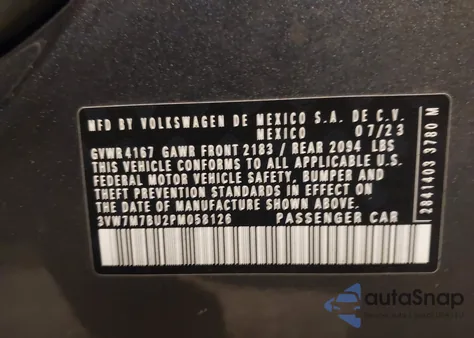 MFD BY VOLKSWAGEN DE MEXICO S.A. DE C.V.
MEXICO 07/23
GVWR4167 GAWR FRONT 2183 / REAR 2094 LBS
THIS VEHICLE CONFORMS TO ALL APPLICABLE U.S.
FEDERAL MOTOR VEHICLE SAFETY, BUMPER AND
THEFT PREVENTION STANDARDS IN EFFECT ON
THE DATE OF MANUFACTURE SHOWN ABOVE
3VW7M7BU2PM058126 PASSENGER CAR
2841403 3780 M
autoSnap